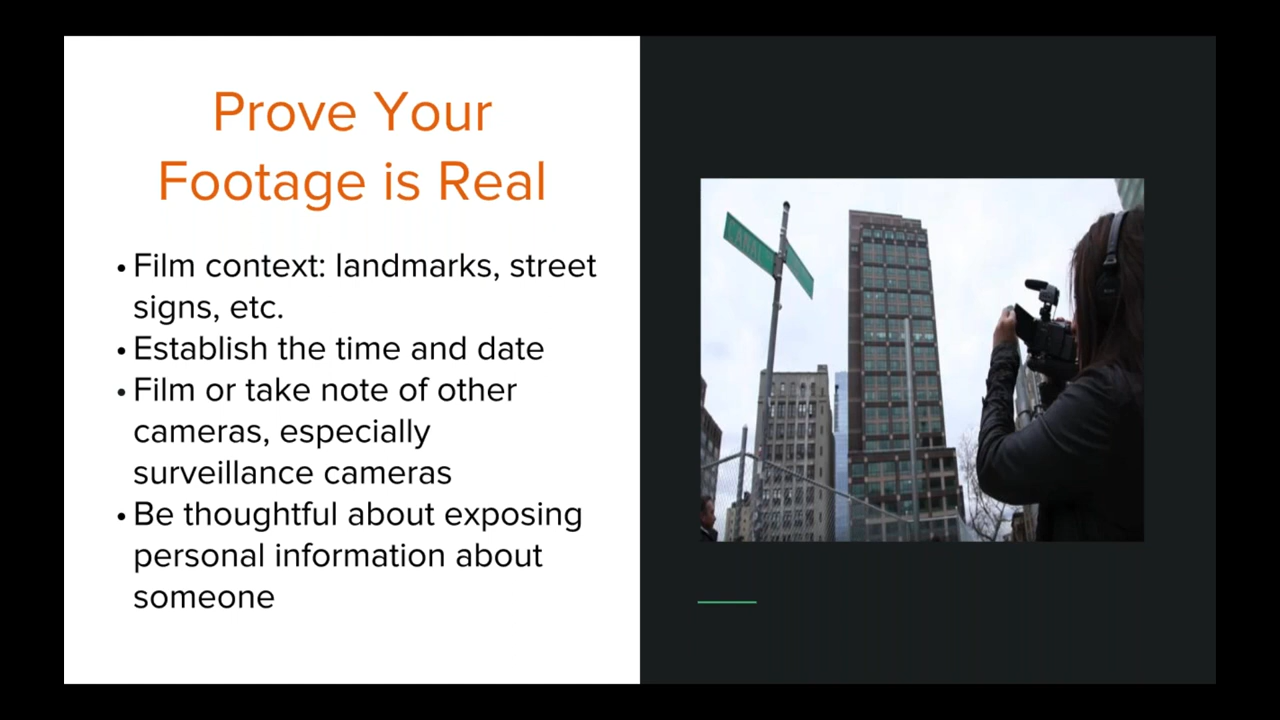 Prove Your
Footage is Real
• Film context: landmarks, street
signs, etc.
• Establish the time and date
• Film or take note of other
cameras, especially
surveillance cameras
• Be thoughtful about exposing
personal information about
someone
CANAL